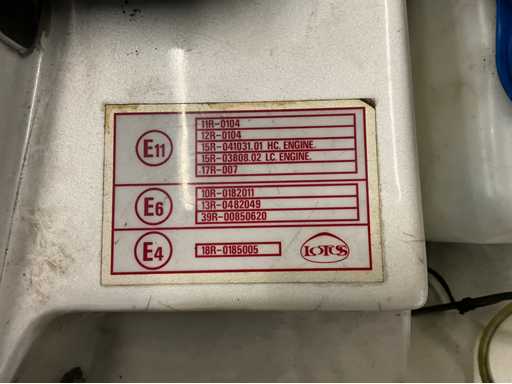 E11
11R-0104
12R-0104
15R-041031.01 HC. ENGINE.
15R-03808.02 LC. ENGINE.
17R-007
E6
10R-0182011
13R-0482049
39R-00850620
E4
18R-0185005
LOTUS